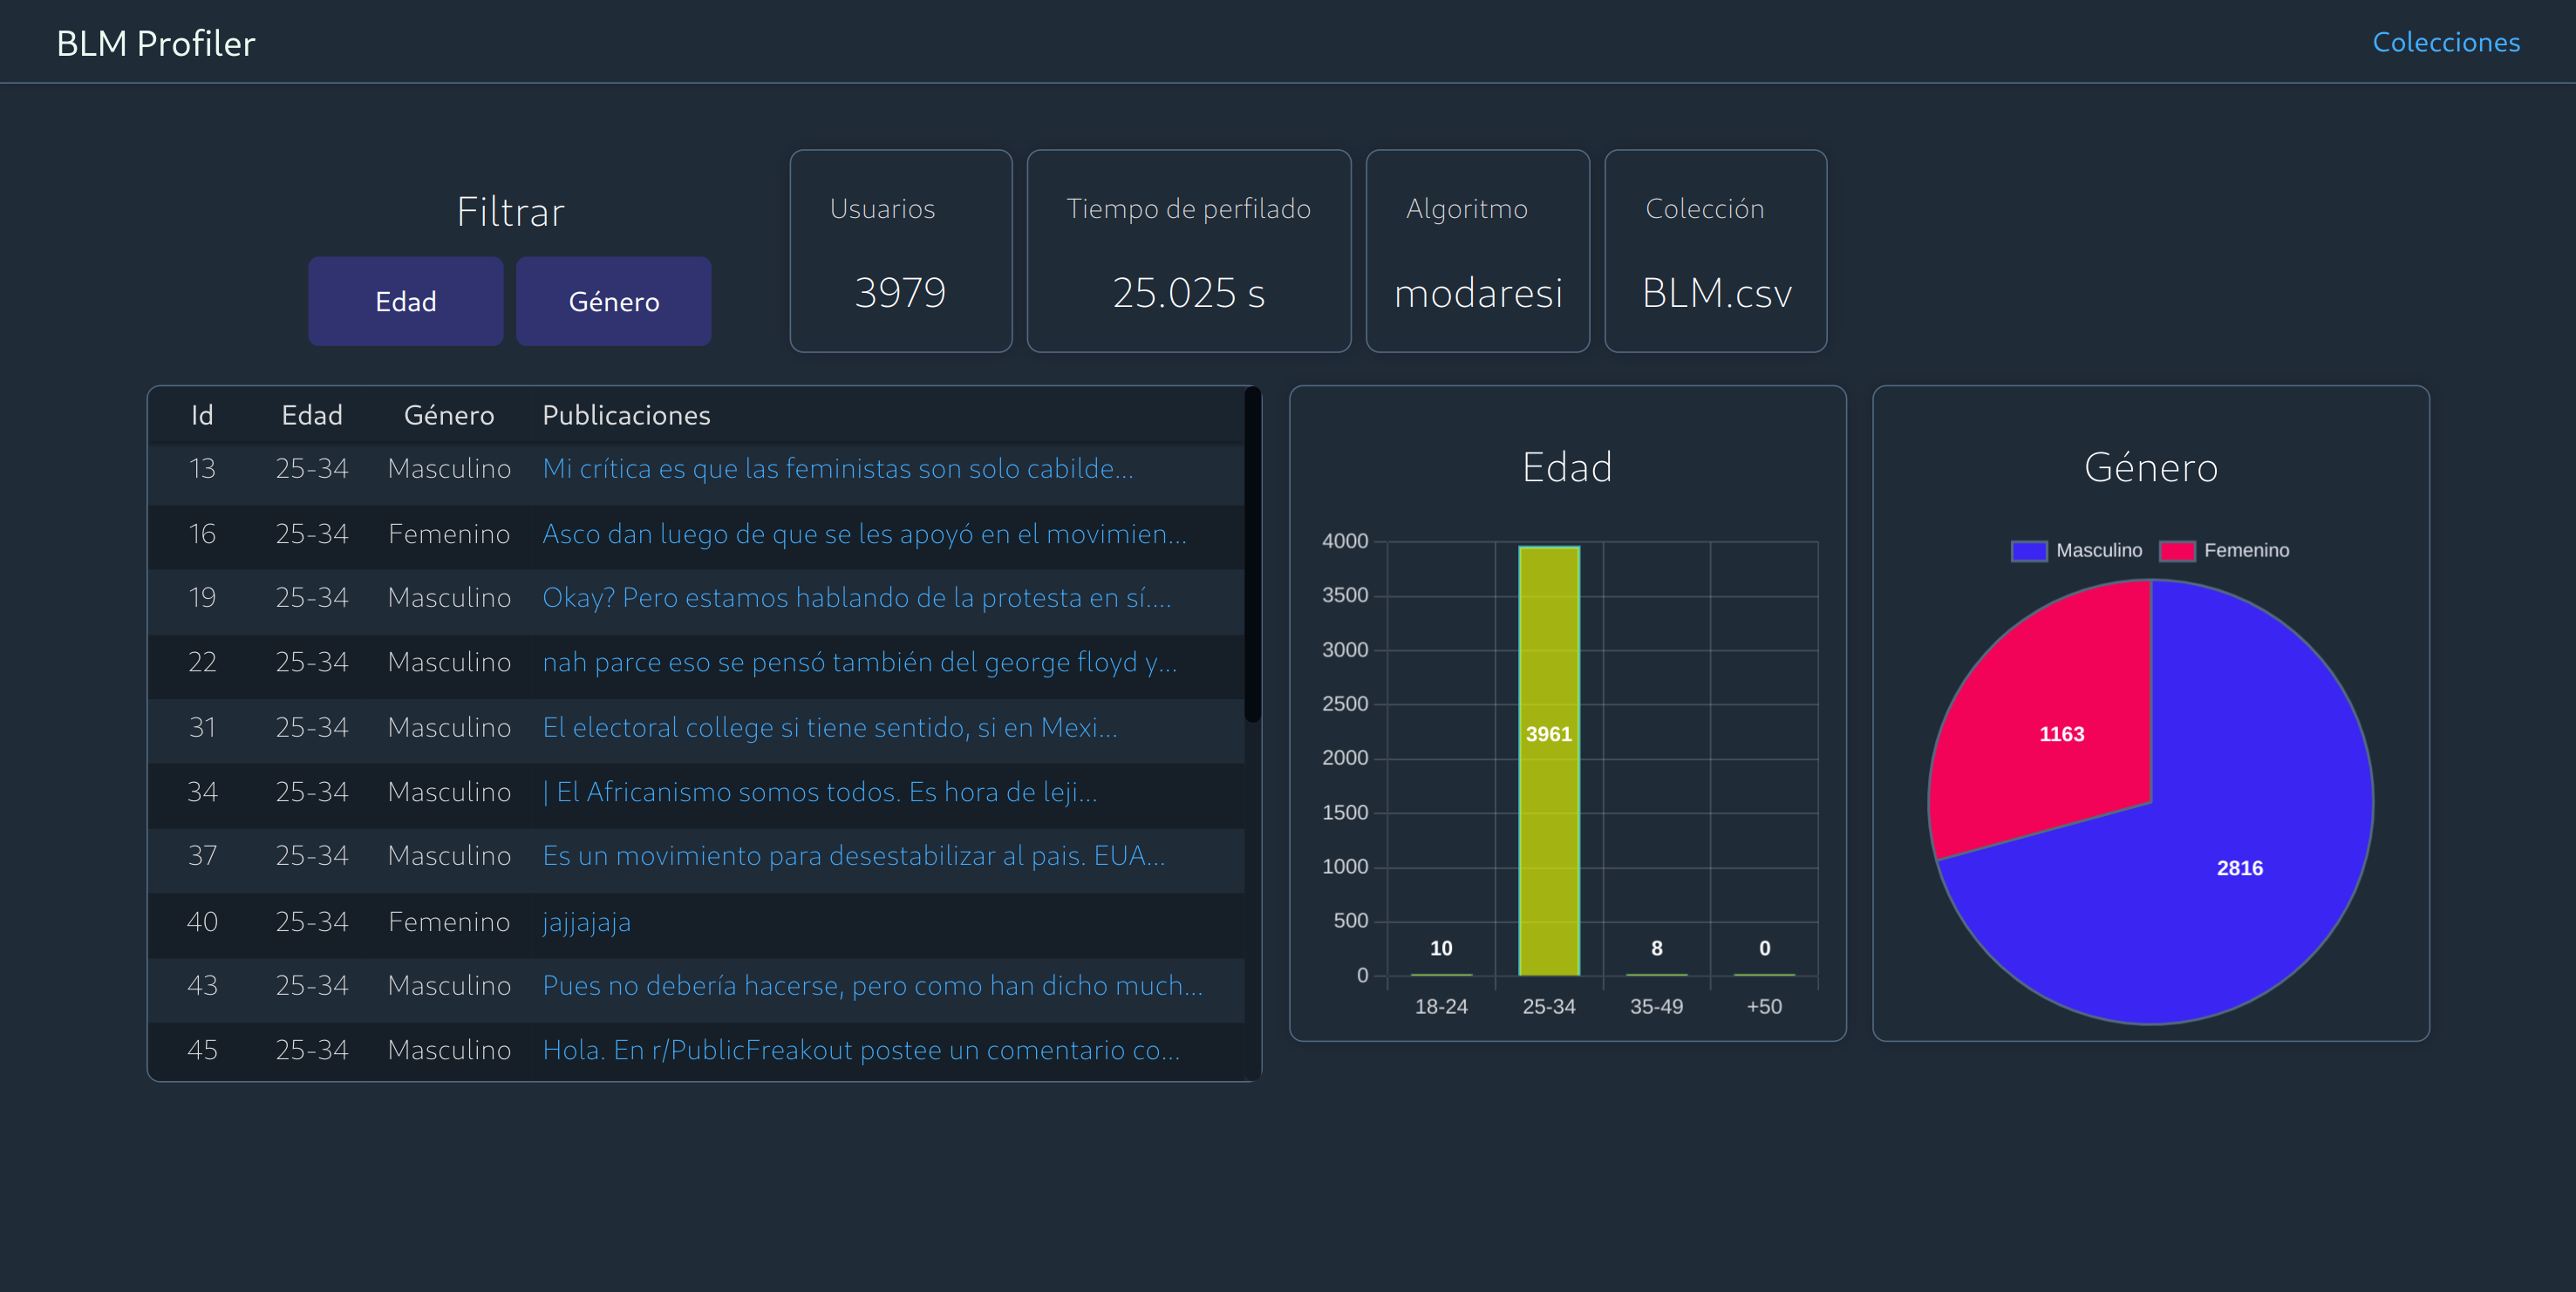 BLM Profiler
Colecciones
Filtrar
Edad
Género
Usuarios
3979
Tiempo de perfilado
25.025 s
Algoritmo
modaresi
Colección
BLM.csv
Id Edad Género Publicaciones
13 25-34 Masculino Mi crítica es que las feministas son solo cabilde...
16 25-34 Femenino Asco dan luego de que se les apoyó en el movimien...
19 25-34 Masculino Okay? Pero estamos hablando de la protesta en sí....
22 25-34 Masculino nah parce eso se pensó también del george floyd y...
31 25-34 Masculino El electoral college si tiene sentido, si en Mexi...
34 25-34 Masculino | El Africanismo somos todos. Es hora de leji...
37 25-34 Masculino Es un movimiento para desestabilizar al pais. EUA...
40 25-34 Femenino jajjajaja
43 25-34 Masculino Pues no debería hacerse, pero como han dicho much...
45 25-34 Masculino Hola. En r/PublicFreakout postee un comentario co...
Edad
4000
3500
3000
2500
2000
1500
1000
500
0
10
3961
8
0
18-24 25-34 35-49 +50
Género
Masculino Femenino
1163
2816